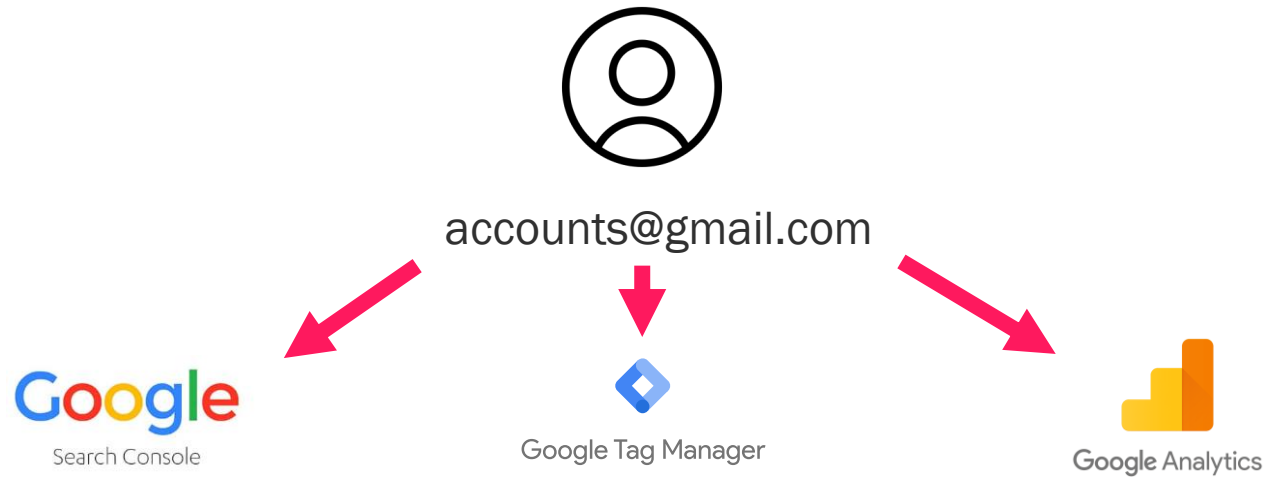 accounts@gmail.com
Google
Search Console
Google Tag Manager
Google Analytics